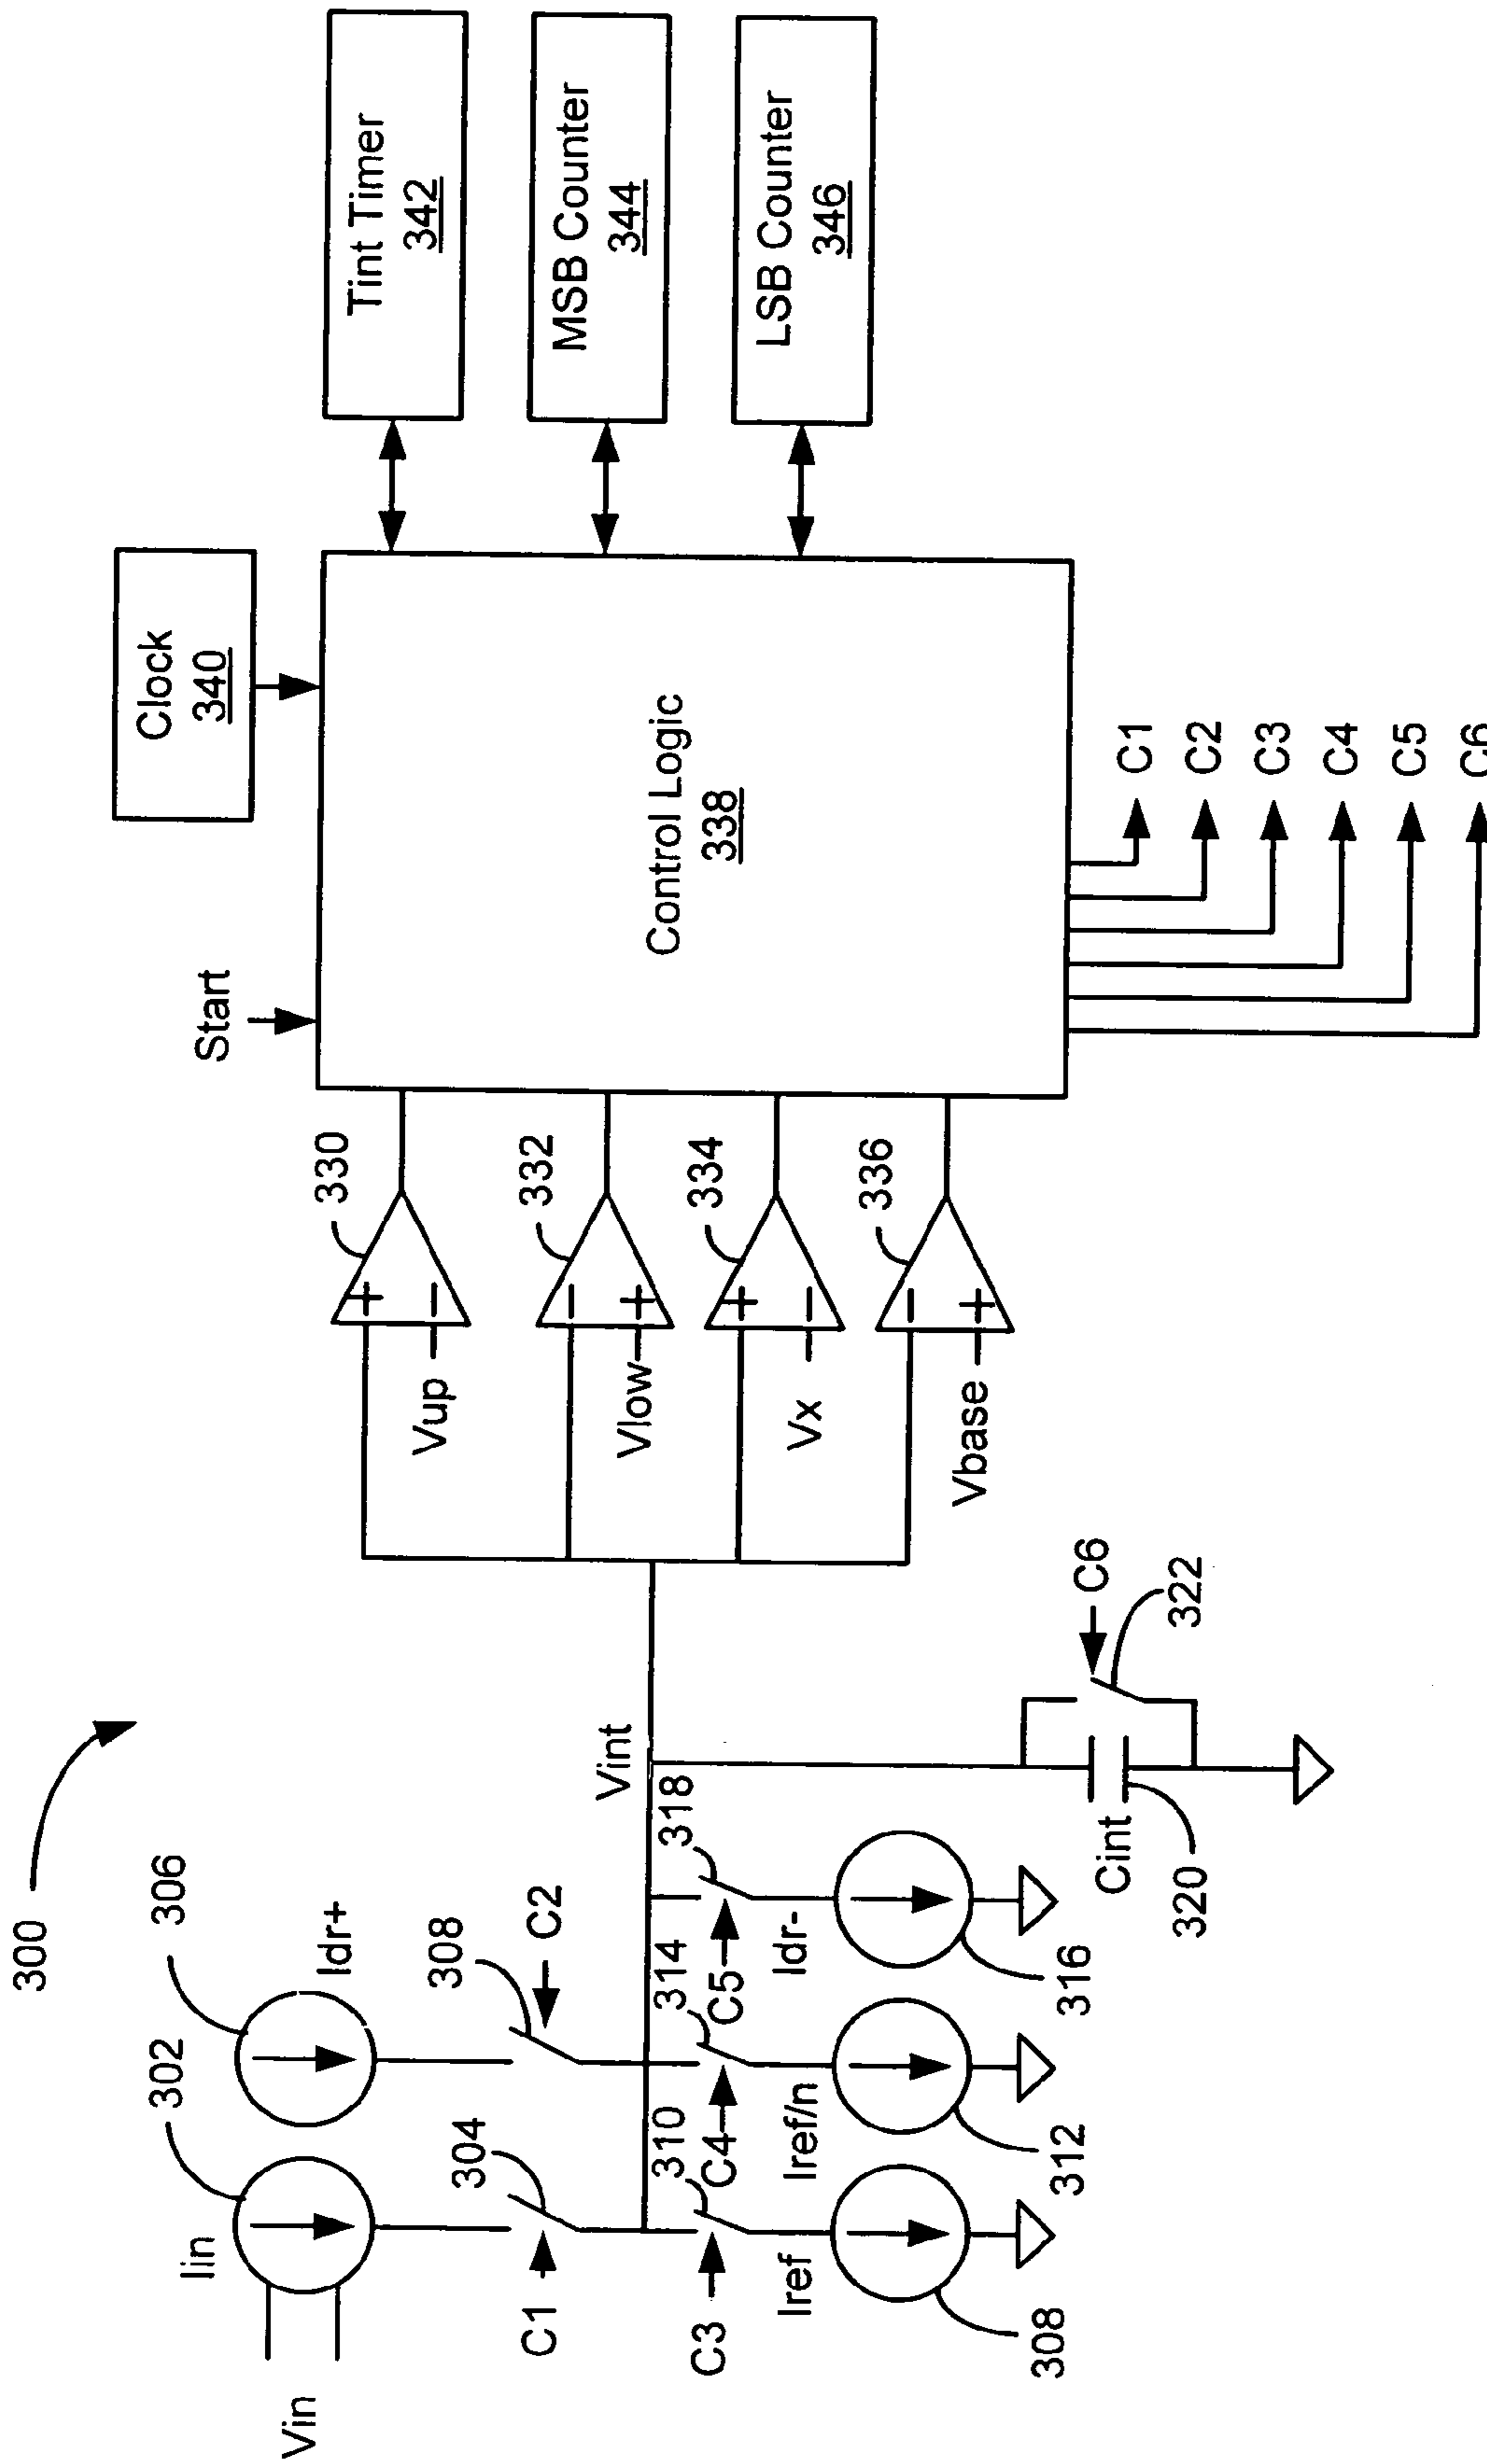 300
Vin
Iin
302
306
Idr+
C1
304
308
C2
C3
310
C4
314
C5
318
Iref
Iref/n
Idr-
308
312
316
Vint
Cint
320
C6
322
Vup
Vlow
Vx
Vbase
330
332
334
336
Start
Clock
340
Control Logic
338
Tint Timer
342
MSB Counter
344
LSB Counter
346
C1
C2
C3
C4
C5
C6